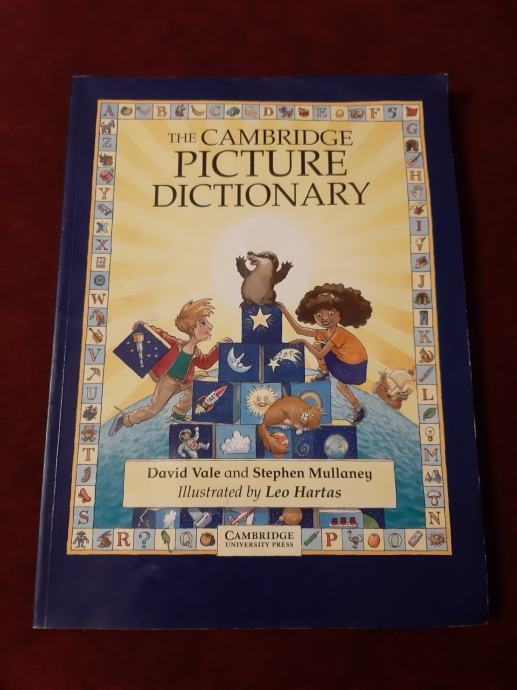 A B C D E F G
THE CAMBRIDGE
PICTURE
DICTIONARY
H
I
J
K
L
M
N
O
P
Q
R
S
T
U
V
W
X
Y
Z
David Vale and Stephen Mullaney
Illustrated by Leo Hartas
CAMBRIDGE
UNIVERSITY PRESS